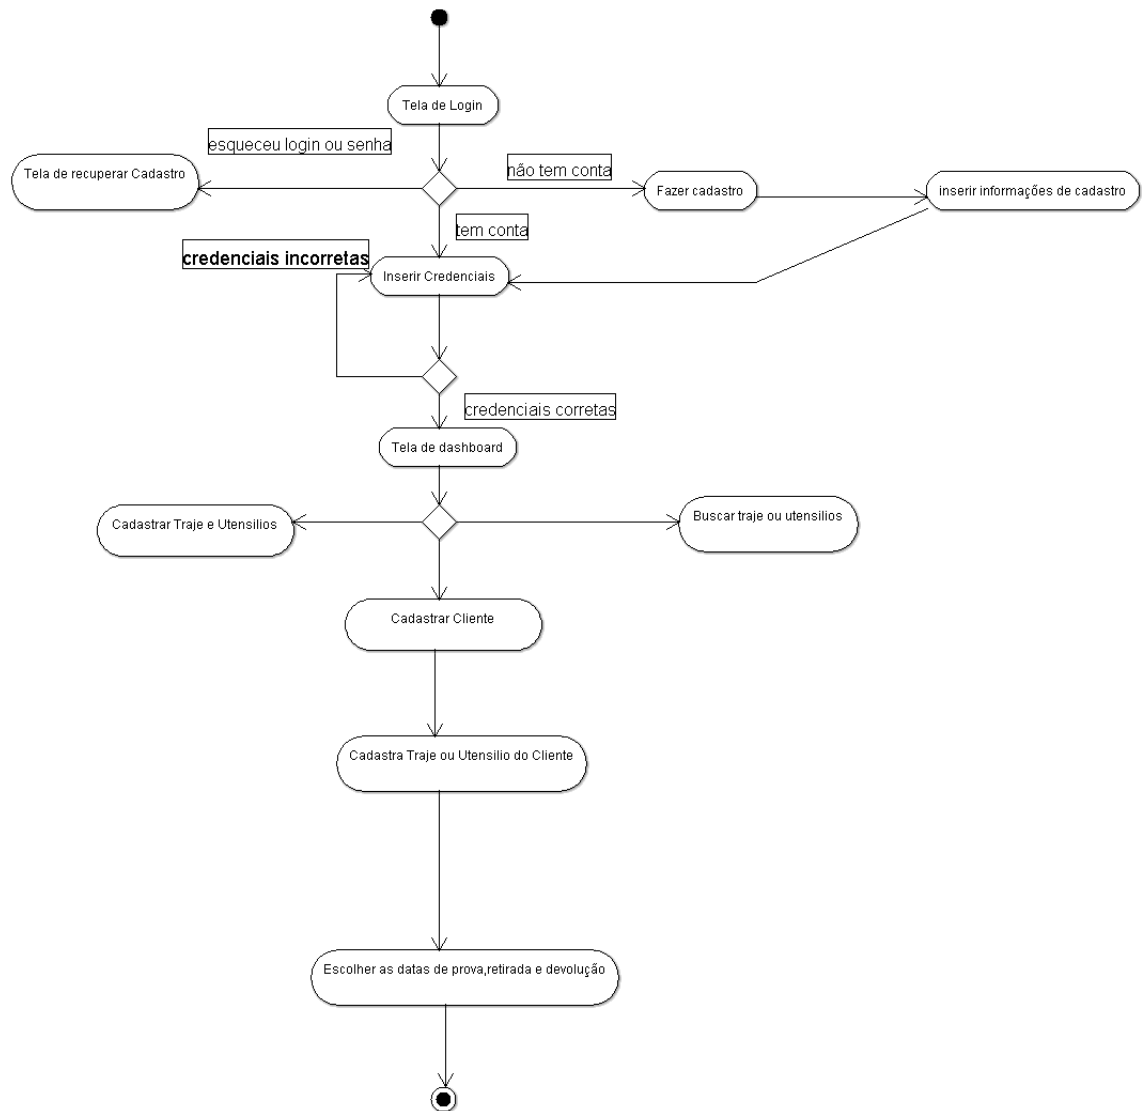 Tela de Login
esqueceu login ou senha
não tem conta
Tela de recuperar Cadastro
Fazer cadastro
inserir informações de cadastro
tem conta
credenciais incorretas
Inserir Credenciais
credenciais corretas
Tela de dashboard
Cadastrar Traje e Utensilios
Buscar traje ou utensilios
Cadastrar Cliente
Cadastra Traje ou Utensilio do Cliente
Escolher as datas de prova,retirada e devolução